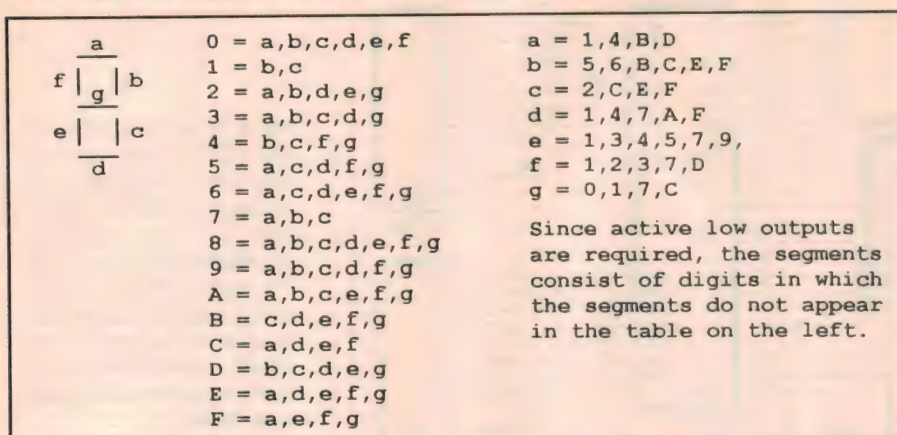 a
f g b
e c
d
0 = a,b,c,d,e,f
1 = b,c
2 = a,b,d,e,g
3 = a,b,c,d,g
4 = b,c,f,g
5 = a,c,d,f,g
6 = a,c,d,e,f,g
7 = a,b,c
8 = a,b,c,d,e,f,g
9 = a,b,c,d,f,g
A = a,b,c,e,f,g
B = c,d,e,f,g
C = a,d,e,f
D = b,c,d,e,g
E = a,d,e,f,g
F = a,e,f,g
a = 1,4,B,D
b = 5,6,B,C,E,F
c = 2,C,E,F
d = 1,4,7,A,F
e = 1,3,4,5,7,9,
f = 1,2,3,7,D
g = 0,1,7,C
Since active low outputs
are required, the segments
consist of digits in which
the segments do not appear
in the table on the left.